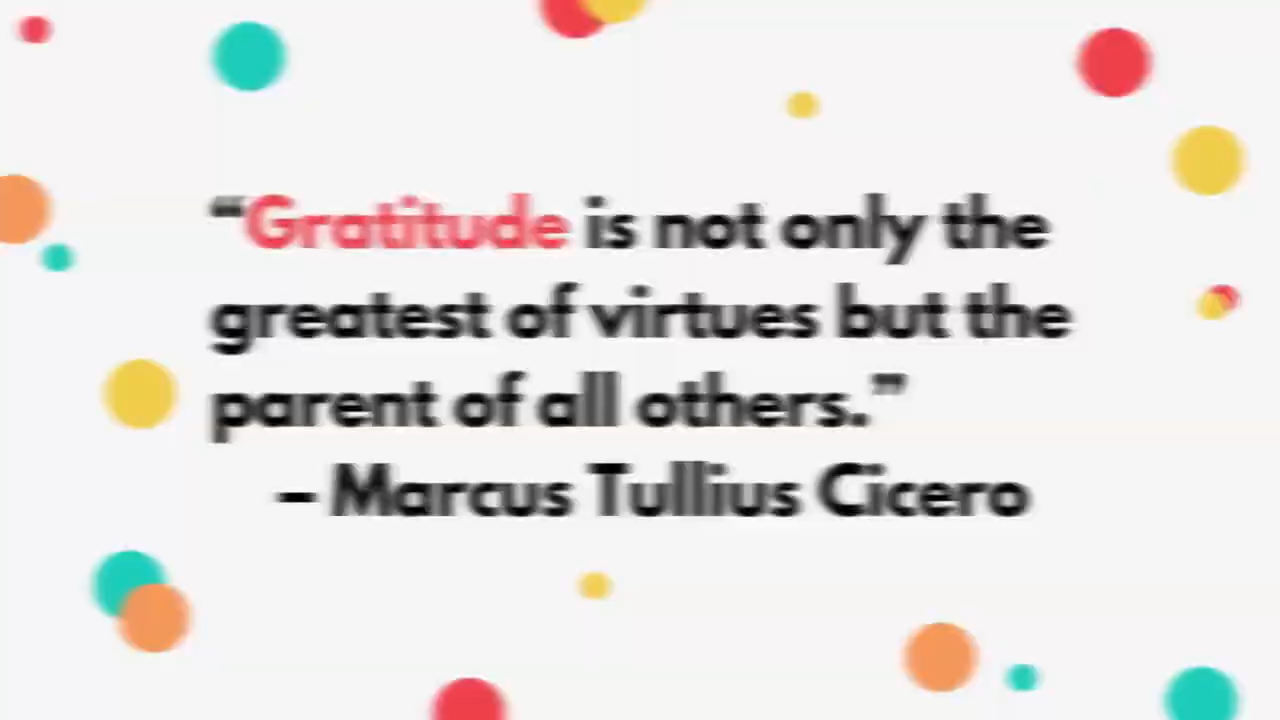 “Gratitude is not only the
greatest of virtues but the
parent of all others.”
– Marcus Tullius Cicero